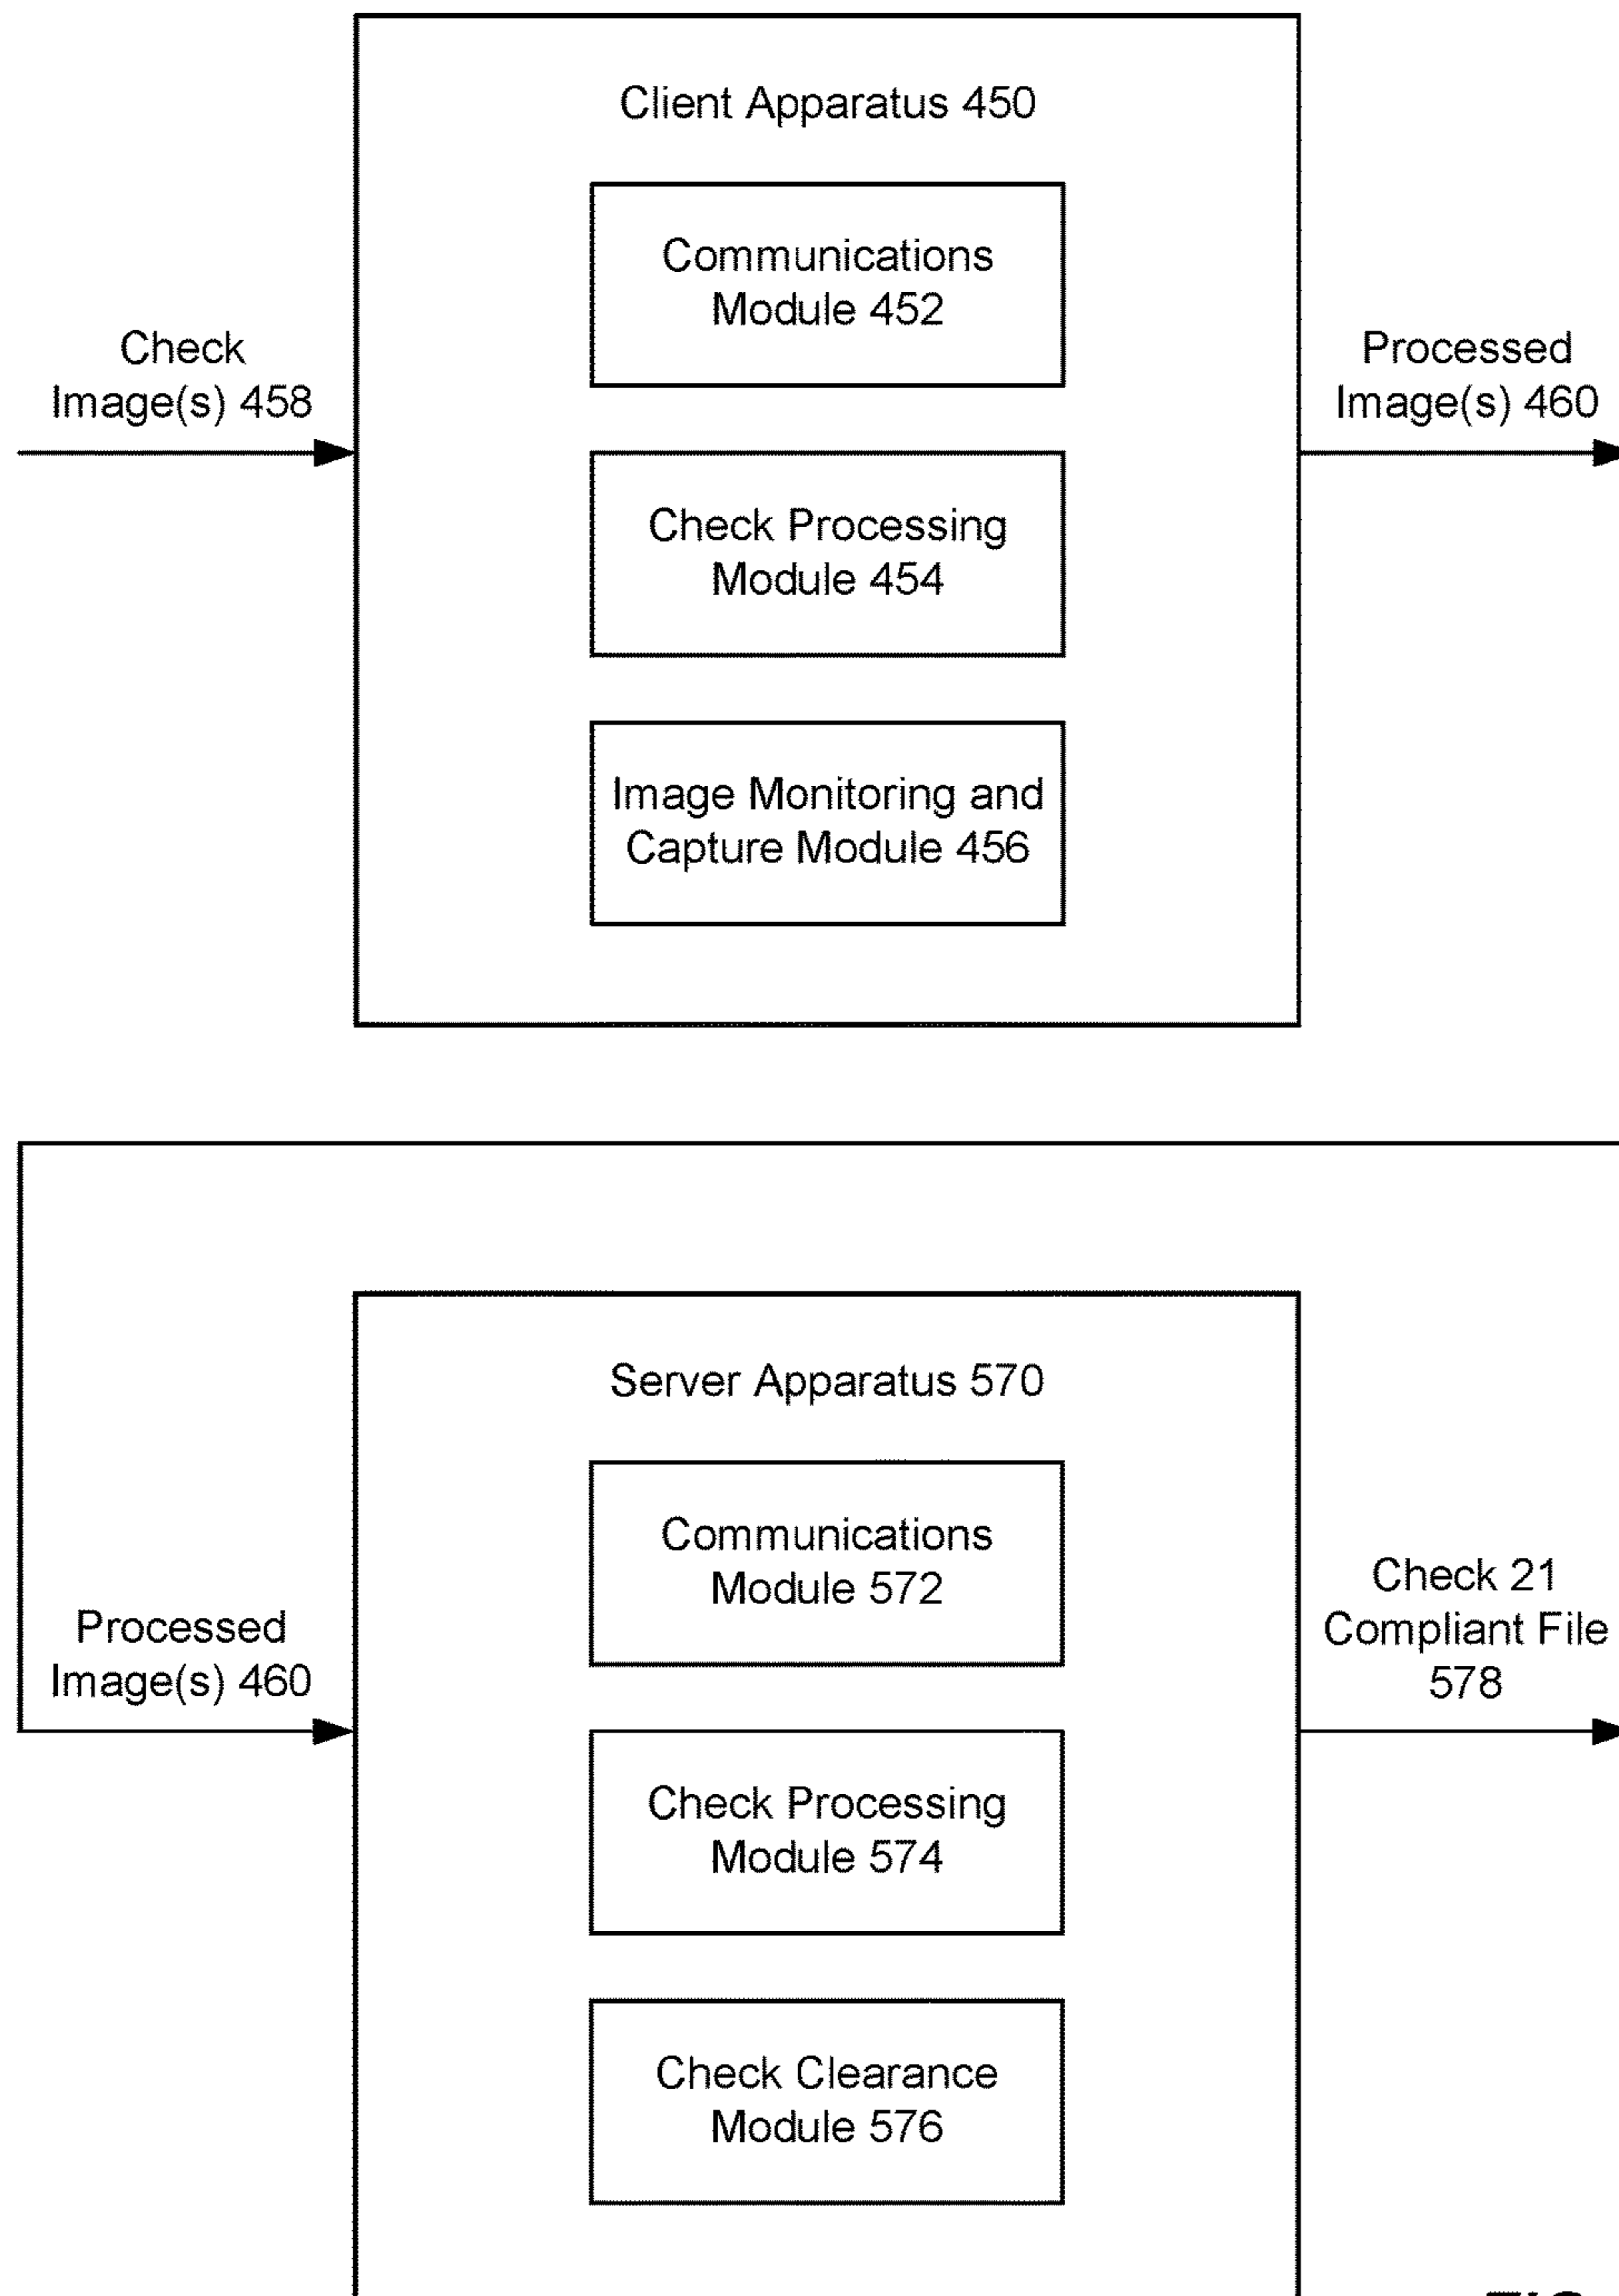 Client Apparatus 450
Communications
Module 452
Check
Image(s) 458
Processed
Image(s) 460
Check Processing
Module 454
Image Monitoring and
Capture Module 456
Server Apparatus 570
Communications
Module 572
Processed
Image(s) 460
Check 21
Compliant File
578
Check Processing
Module 574
Check Clearance
Module 576